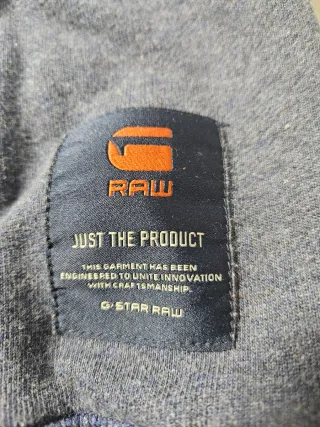 G
RAW
JUST THE PRODUCT
THIS GARMENT HAS BEEN
ENGINEERED TO UNITE INNOVATION
WITH CRAFTSMANSHIP.
G-STAR RAW